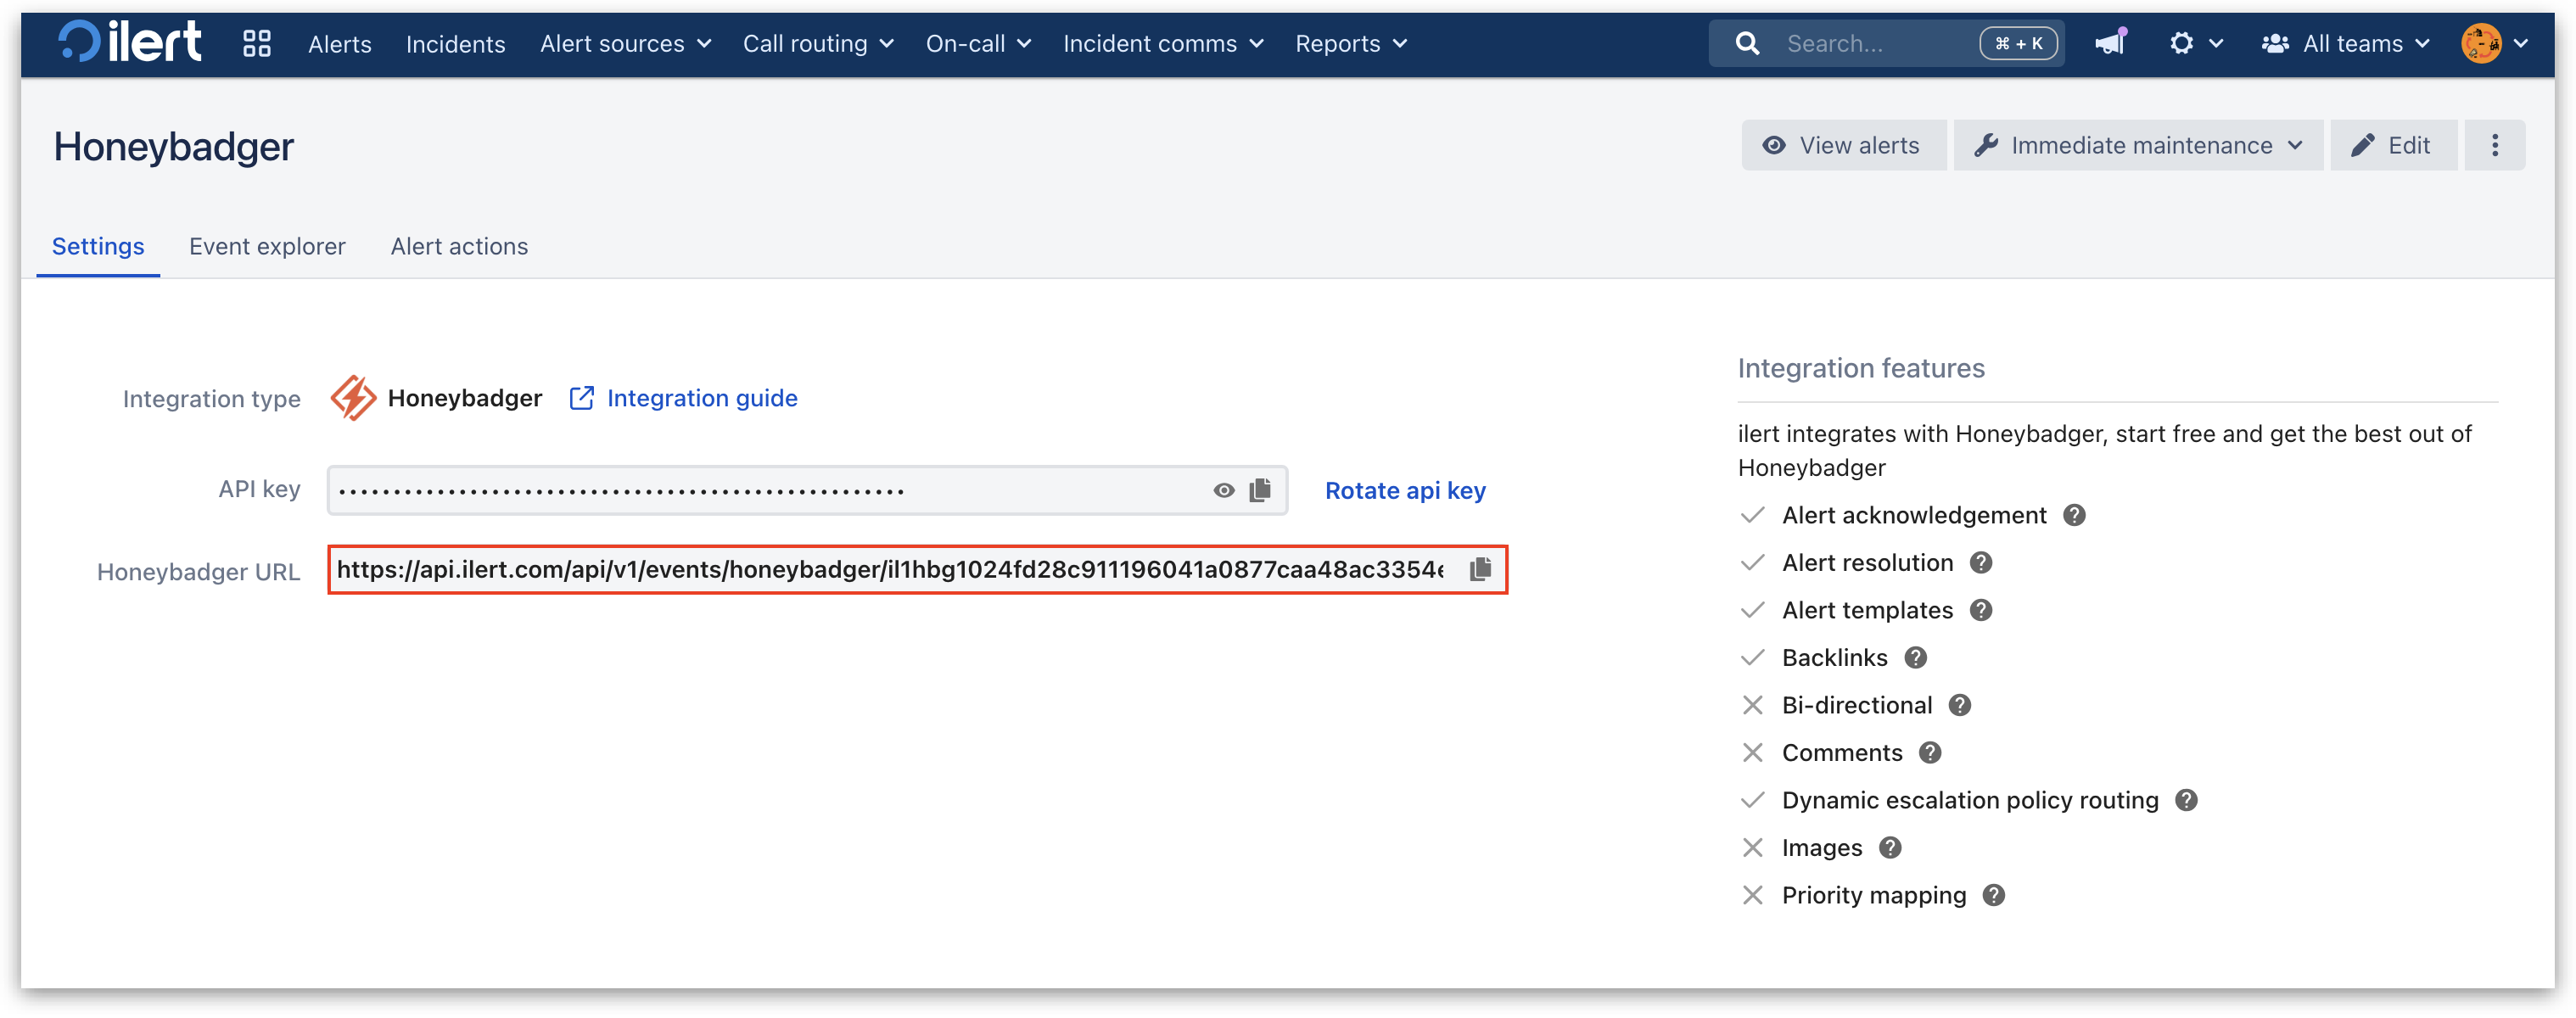 ilert Alerts Incidents Alert sources Call routing On-call Incident comms Reports Search... ⌘ + K All teams
Honeybadger
View alerts Immediate maintenance Edit
Settings Event explorer Alert actions
Integration type Honeybadger Integration guide
API key •••••••••••••••••••••••••••••••••••••••••••••••••••• Rotate api key
Honeybadger URL https://api.ilert.com/api/v1/events/honeybadger/il1hbg1024fd28c911196041a0877caa48ac3354
Integration features
ilert integrates with Honeybadger, start free and get the best out of
Honeybadger
Alert acknowledgement ?
Alert resolution ?
Alert templates ?
Backlinks ?
Bi-directional ?
Comments ?
Dynamic escalation policy routing ?
Images ?
Priority mapping ?